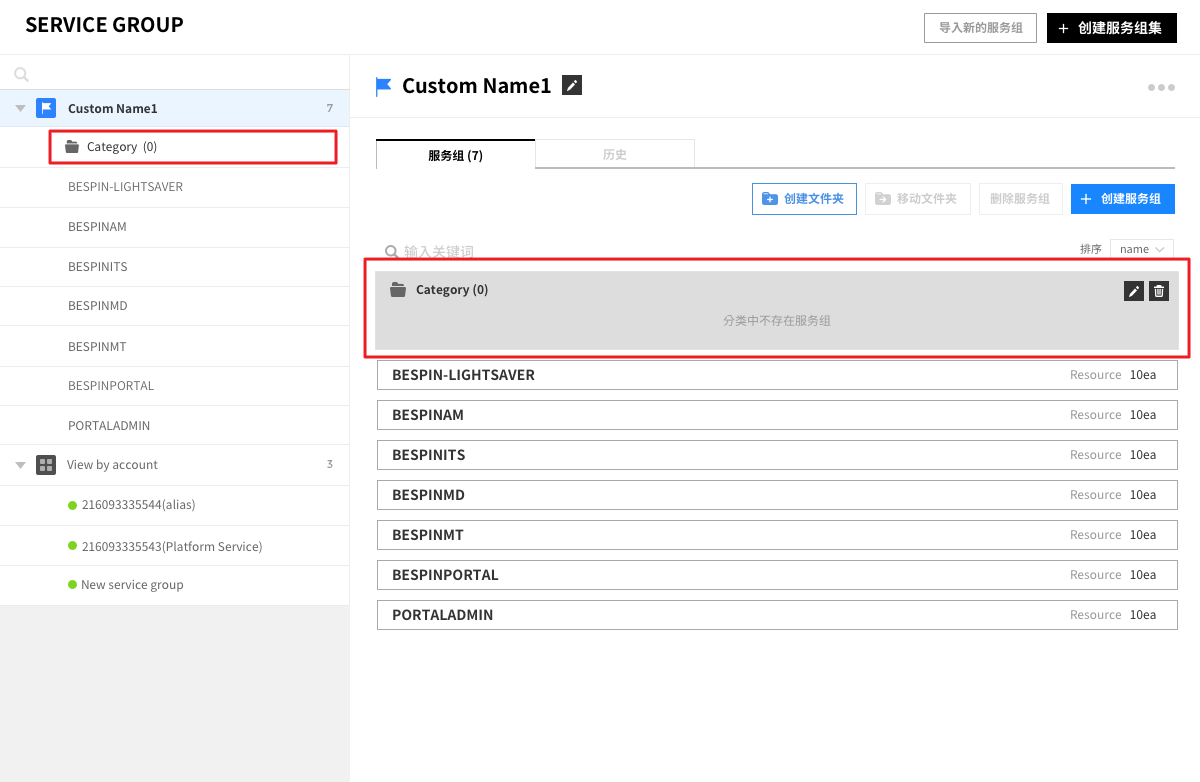 SERVICE GROUP
导入新的服务组
+ 创建服务组集
Custom Name1 7
Category (0)
BESPIN-LIGHTSAVER
BESPINAM
BESPINITS
BESPINMD
BESPINMT
BESPINPORTAL
PORTALADMIN
View by account 3
216093335544(alias)
216093335543(Platform Service)
New service group
Custom Name1
服务组 (7)
历史
创建文件夹
移动文件夹
删除服务组
+ 创建服务组
输入关键词
排序 name
Category (0)
分类中不存在服务组
BESPIN-LIGHTSAVER Resource 10ea
BESPINAM Resource 10ea
BESPINITS Resource 10ea
BESPINMD Resource 10ea
BESPINMT Resource 10ea
BESPINPORTAL Resource 10ea
PORTALADMIN Resource 10ea